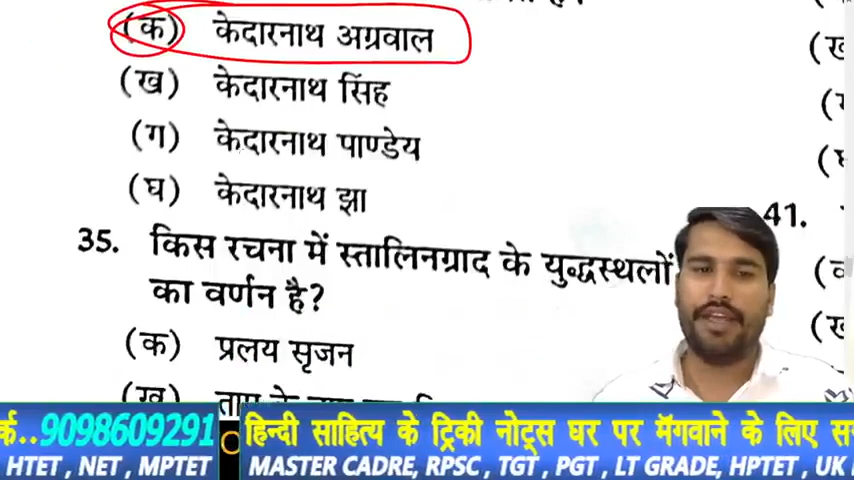 (क) केदारनाथ अग्रवाल
(ख) केदारनाथ सिंह
(ग) केदारनाथ पाण्डेय
(घ) केदारनाथ झा
35. किस रचना में स्तालिनग्राद के युद्धस्थलों
का वर्णन है?
(क) प्रलय सृजन
(ख)
41.
(ख
(ख
र्क..9098609291 हिन्दी साहित्य के ट्रिकी नोट्स घर पर मॅगवाने के लिए
HTET , NET , MPTET MASTER CADRE, RPSC , TGT , PGT , LT GRADE, HPTET , UK